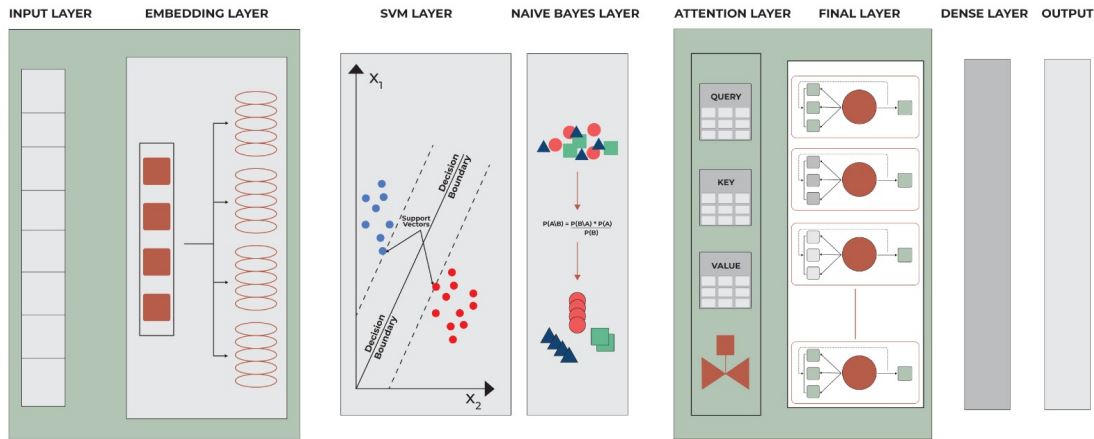 INPUT LAYER
EMBEDDING LAYER
SVM LAYER
NAIVE BAYES LAYER
ATTENTION LAYER
FINAL LAYER
DENSE LAYER
OUTPUT
X1
Decision
Boundary
Support
Vectors
Decision
Boundary
X2
P(A\B) = P(B\A) * P(A)
P(B)
QUERY
KEY
VALUE